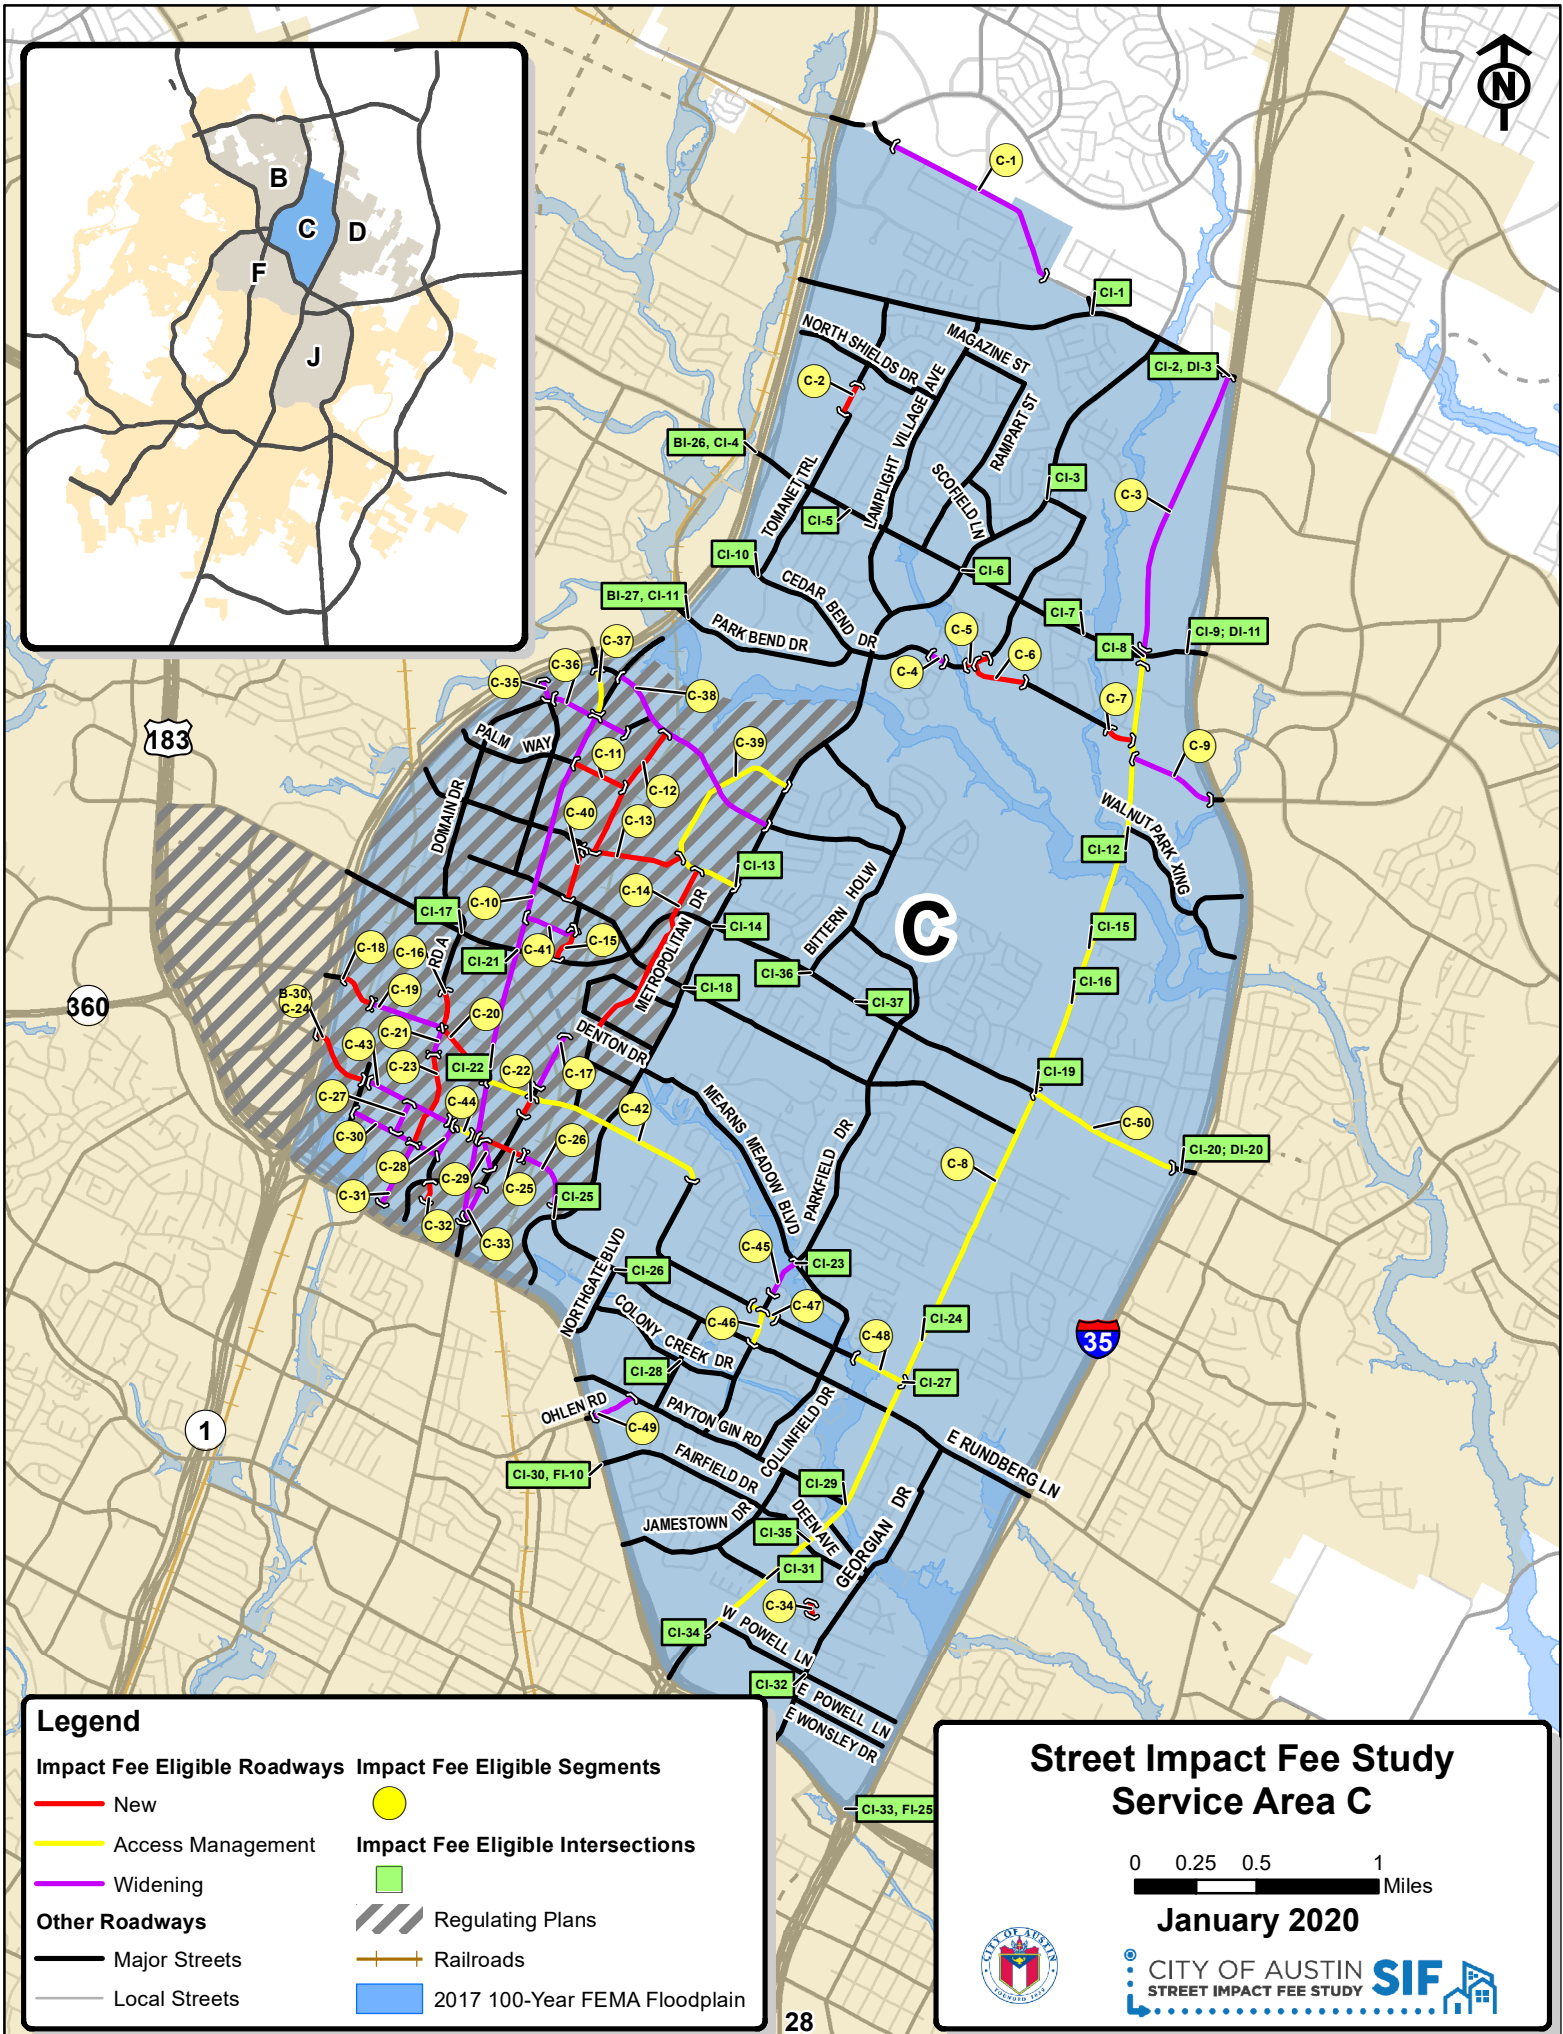 N
B
C
D
F
J
C-1
CI-1
NORTH SHIELDS DR
MAGAZINE ST
CI-2, DI-3
C-2
LAMPLIGHT VILLAGE AVE
RAMPART ST
BI-26, CI-4
TOMANET TRL
SCOFIELD LN
CI-3
C-3
CI-5
CI-10
CI-6
CEDAR BEND DR
BI-27, CI-11
PARK BEND DR
CI-7
CI-9; DI-11
C-5
CI-8
C-37
C-6
C-4
C-36
C-35
C-38
C-7
183
PALM WAY
C-39
C-9
C-11
C-12
DOMAIN DR
C-40
C-13
WALNUT PARK XING
CI-12
CI-13
C-14
BITTERN HOLW
METROPOLITAN DR
C-10
CI-17
C
CI-14
CI-15
C-18
C-16
RD A
C-41
C-15
CI-21
CI-36
CI-16
CI-18
CI-37
360
B-30,
C-24
C-19
C-20
C-21
DENTON DR
C-43
C-23
CI-22
C-22
C-17
CI-19
C-27
C-44
C-42
MEARNS MEADOW BLVD
PARKFIELD DR
C-50
C-30
C-26
CI-20; DI-20
C-28
C-8
C-29
C-25
CI-25
C-31
C-32
C-33
C-45
CI-23
NORTHGATE BLVD
CI-26
COLONY CREEK DR
C-47
C-46
C-48
CI-24
35
CI-28
CI-27
OHLEN RD
C-49
PAYTON GIN RD
COLLINFIELD DR
1
E RUNDBERG LN
FAIRFIELD DR
CI-30, FI-10
CI-29
GEORGIAN DR
JAMESTOWN DR
DEEN AVE
CI-35
CI-31
C-34
CI-34
W POWELL LN
CI-32
E POWELL LN
E WONSLEY DR
CI-33, FI-25
Legend
Impact Fee Eligible Roadways
New
Access Management
Widening
Other Roadways
Major Streets
Local Streets
Impact Fee Eligible Segments
Impact Fee Eligible Intersections
Regulating Plans
Railroads
2017 100-Year FEMA Floodplain
28
Street Impact Fee Study
Service Area C
0 0.25 0.5 1
Miles
January 2020
CITY OF AUSTIN
FOUNDED 1839
CITY OF AUSTIN
STREET IMPACT FEE STUDY
SIF